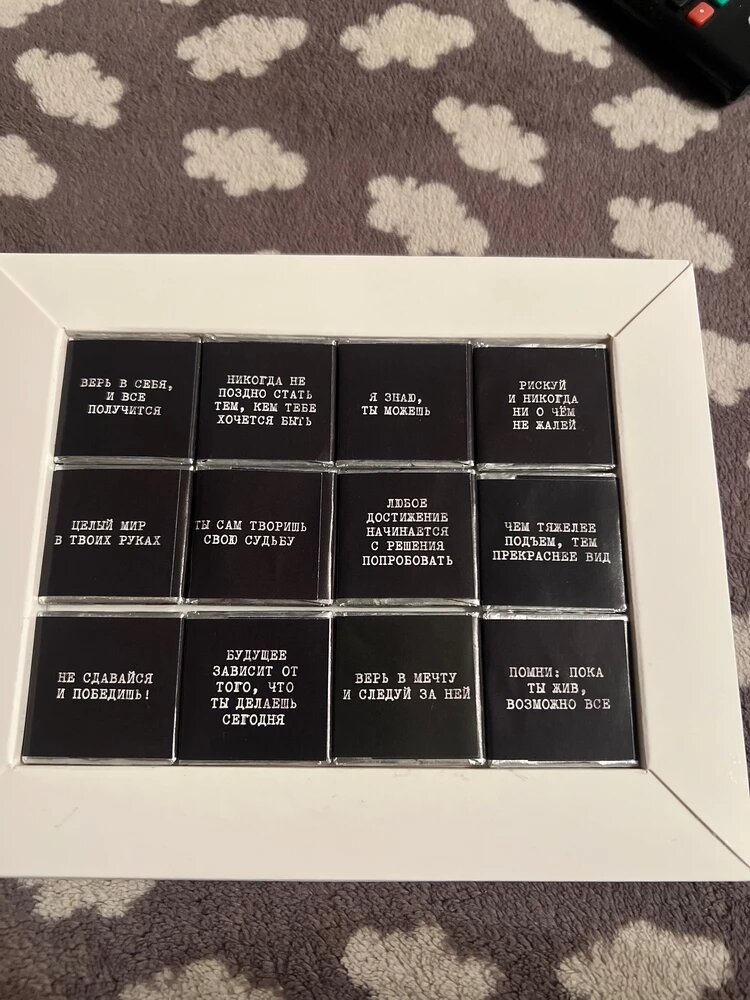 ВЕРЬ В СЕБЯ,
И ВСЕ
ПОЛУЧИТСЯ
НИКОГДА НЕ
ПОЗДНО СТАТЬ
ТЕМ, КЕМ ТЕБЕ
ХОЧЕТСЯ БЫТЬ
Я ЗНАЮ,
ТЫ МОЖЕШЬ
РИСКУЙ
И НИКОГДА
НИ О ЧЁМ
НЕ ЖАЛЕЙ
ЦЕЛЫЙ МИР
В ТВОИХ РУКАХ
ТЫ САМ ТВОРИШЬ
СВОЮ СУДЬБУ
ЛЮБОЕ
ДОСТИЖЕНИЕ
НАЧИНАЕТСЯ
С РЕШЕНИЯ
ПОПРОБОВАТЬ
ЧЕМ ТЯЖЕЛЕЕ
ПОДЪЕМ, ТЕМ
ПРЕКРАСНЕЕ ВИД
НЕ СДАВАЙСЯ
И ПОБЕДИШЬ!
БУДУЩЕЕ
ЗАВИСИТ ОТ
ТОГО, ЧТО
ТЫ ДЕЛАЕШЬ
СЕГОДНЯ
ВЕРЬ В МЕЧТУ
И СЛЕДУЙ ЗА НЕЙ
ПОМНИ: ПОКА
ТЫ ЖИВ,
ВОЗМОЖНО ВСЕ